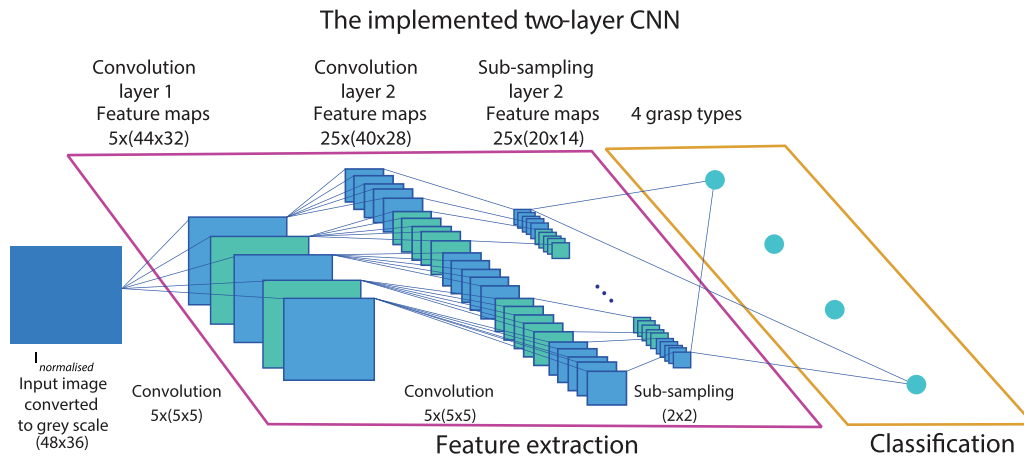 The implemented two-layer CNN
Convolution
layer 1
Feature maps
5x(44x32)
Convolution
layer 2
Feature maps
25x(40x28)
Sub-sampling
layer 2
Feature maps
25x(20x14)
4 grasp types
I normalised
Input image
converted
to grey scale
(48x36)
Convolution
5x(5x5)
Convolution
5x(5x5)
Sub-sampling
(2x2)
Feature extraction
Classification